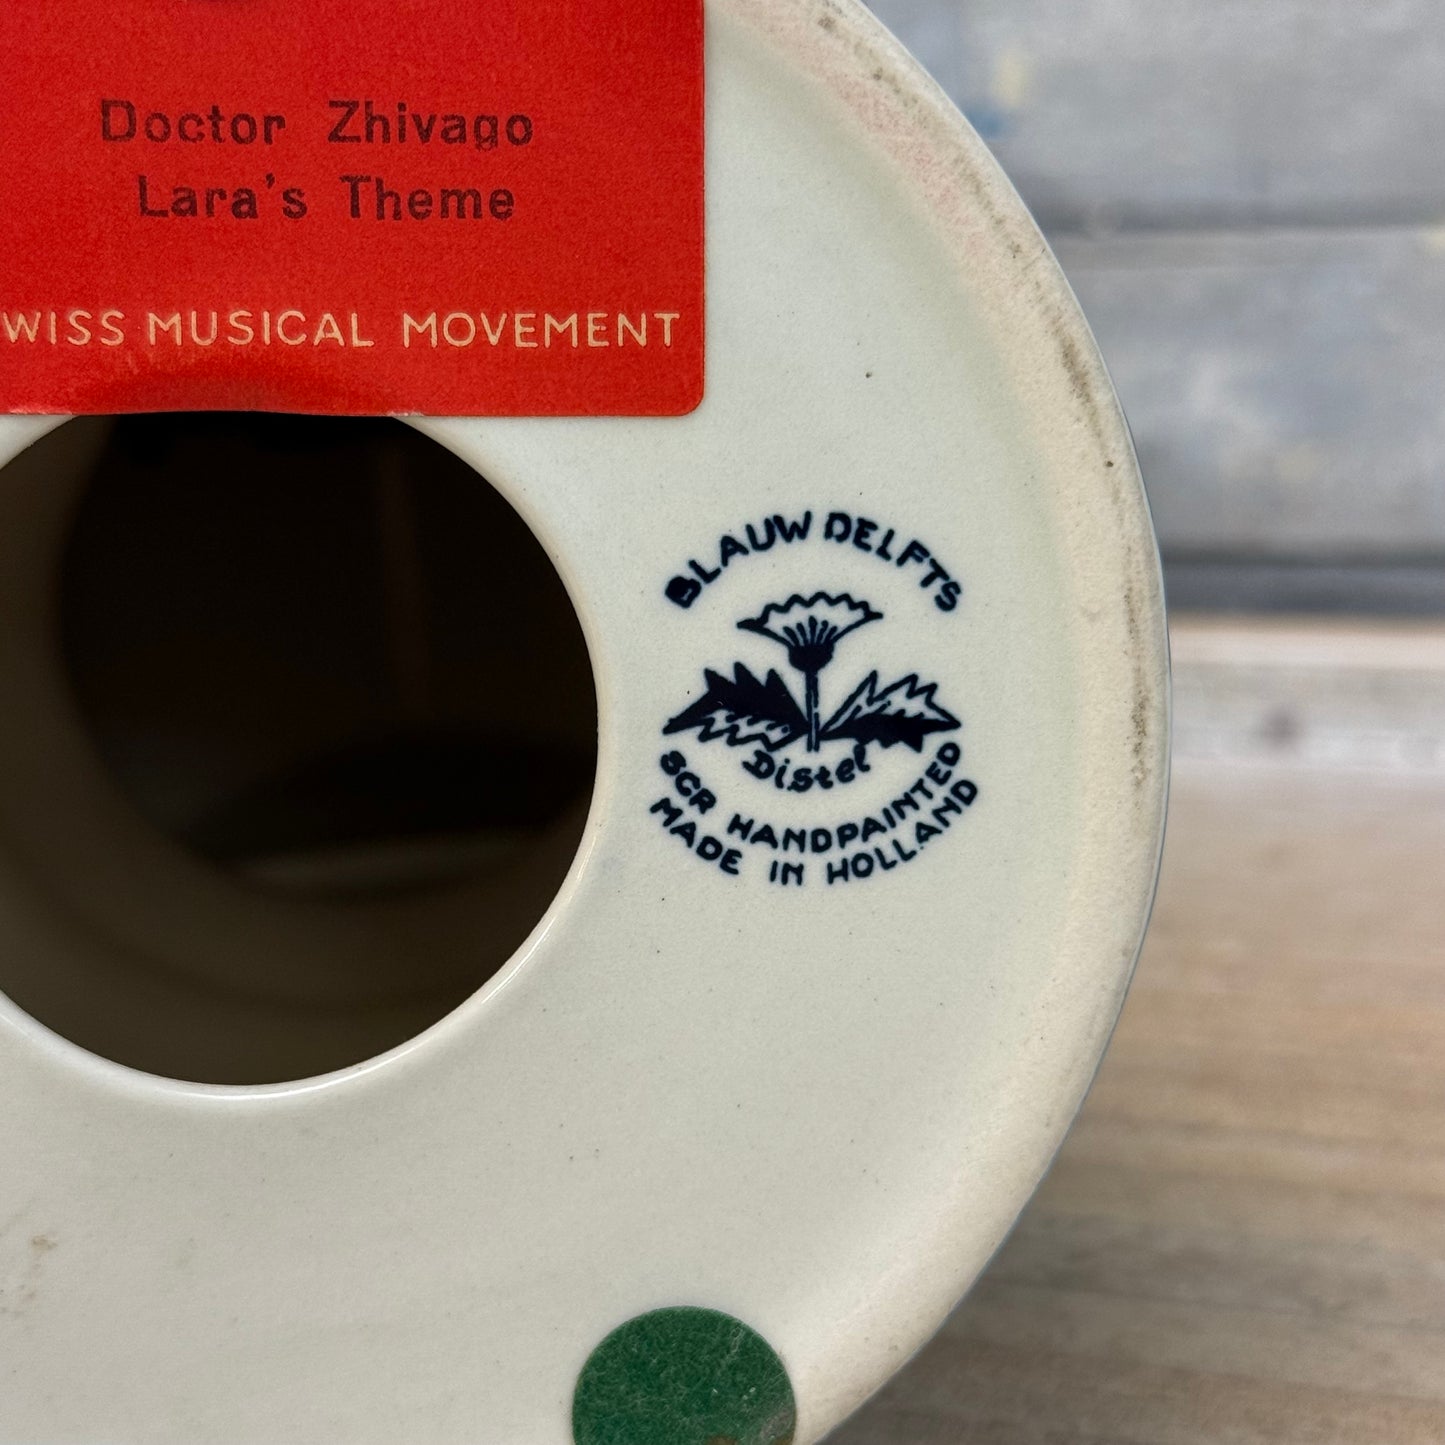 Doctor Zhivago
Lara's Theme
WISS MUSICAL MOVEMENT
BLAUW DELFTS
Distel
SCR HANDPAINTED
MADE IN HOLLAND